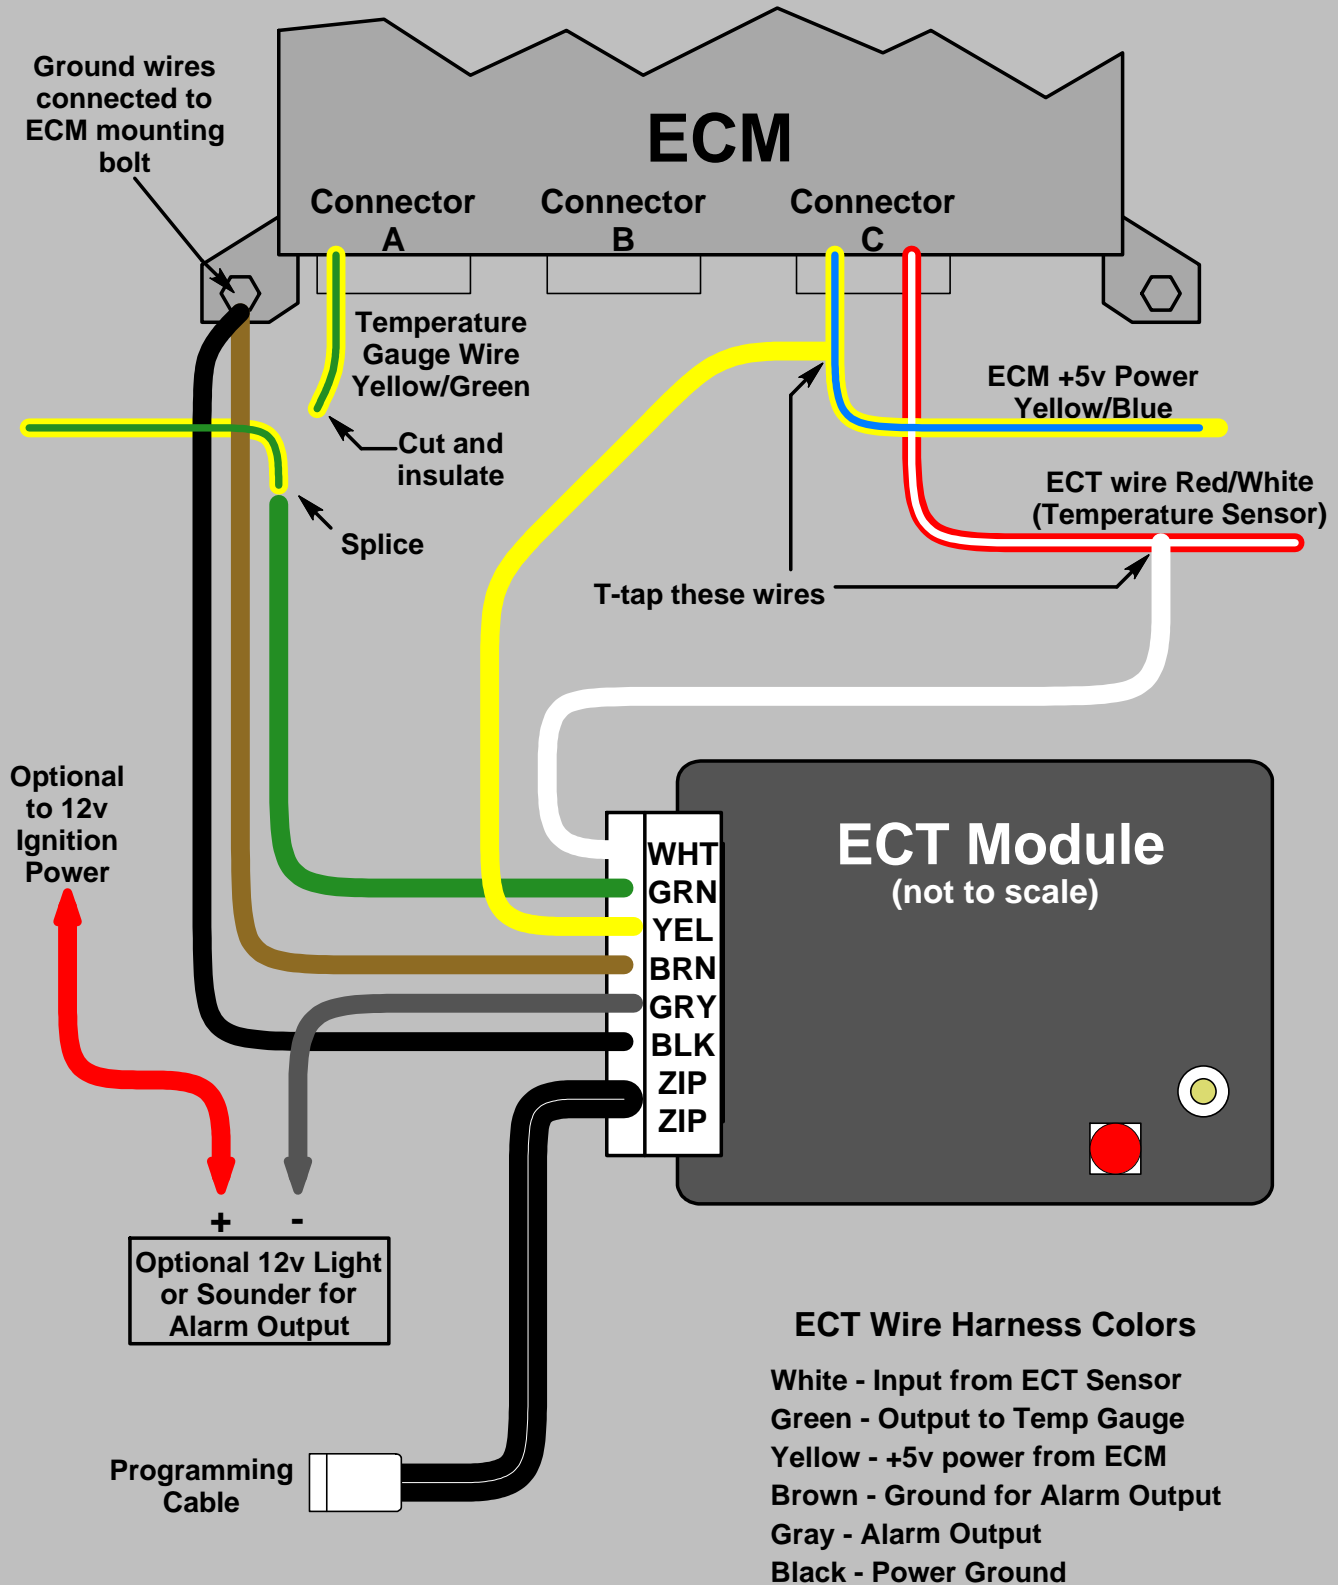 Ground wires
connected to
ECM mounting
bolt
ECM
Connector
A
Connector
B
Connector
C
Temperature
Gauge Wire
Yellow/Green
Cut and
insulate
Splice
ECM +5v Power
Yellow/Blue
ECT wire Red/White
(Temperature Sensor)
T-tap these wires
Optional
to 12v
Ignition
Power
ECT Module
(not to scale)
WHT
GRN
YEL
BRN
GRY
BLK
ZIP
ZIP
+ -
Optional 12v Light
or Sounder for
Alarm Output
Programming
Cable
ECT Wire Harness Colors
White - Input from ECT Sensor
Green - Output to Temp Gauge
Yellow - +5v power from ECM
Brown - Ground for Alarm Output
Gray - Alarm Output
Black - Power Ground